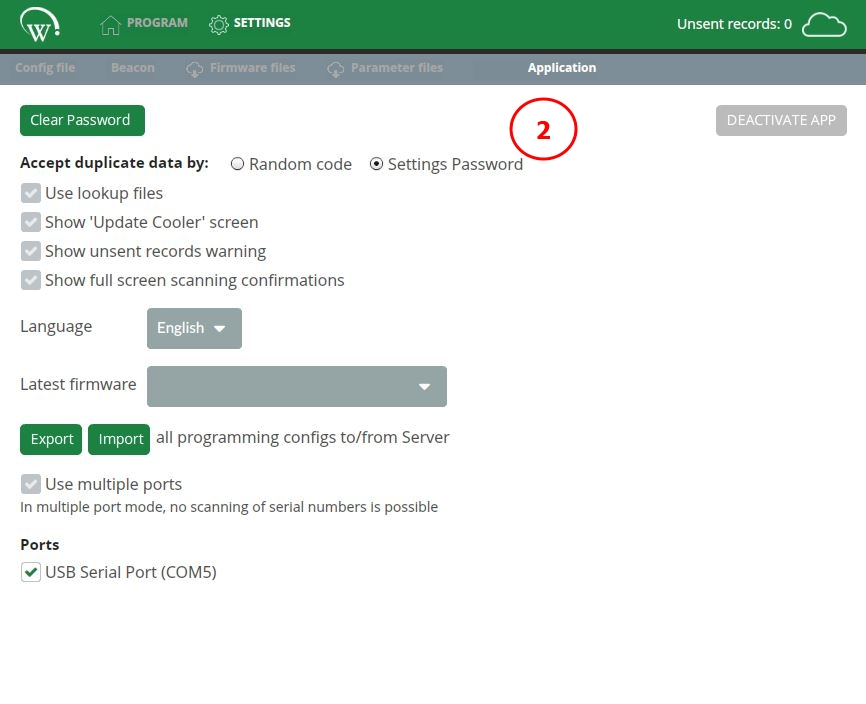 W
PROGRAM SETTINGS Unsent records: 0
Config file Beacon Firmware files Parameter files Application
Clear Password 2 DEACTIVATE APP
Accept duplicate data by: Random code Settings Password
Use lookup files
Show 'Update Cooler' screen
Show unsent records warning
Show full screen scanning confirmations
Language English
Latest firmware
Export Import all programming configs to/from Server
Use multiple ports
In multiple port mode, no scanning of serial numbers is possible
Ports
USB Serial Port (COM5)